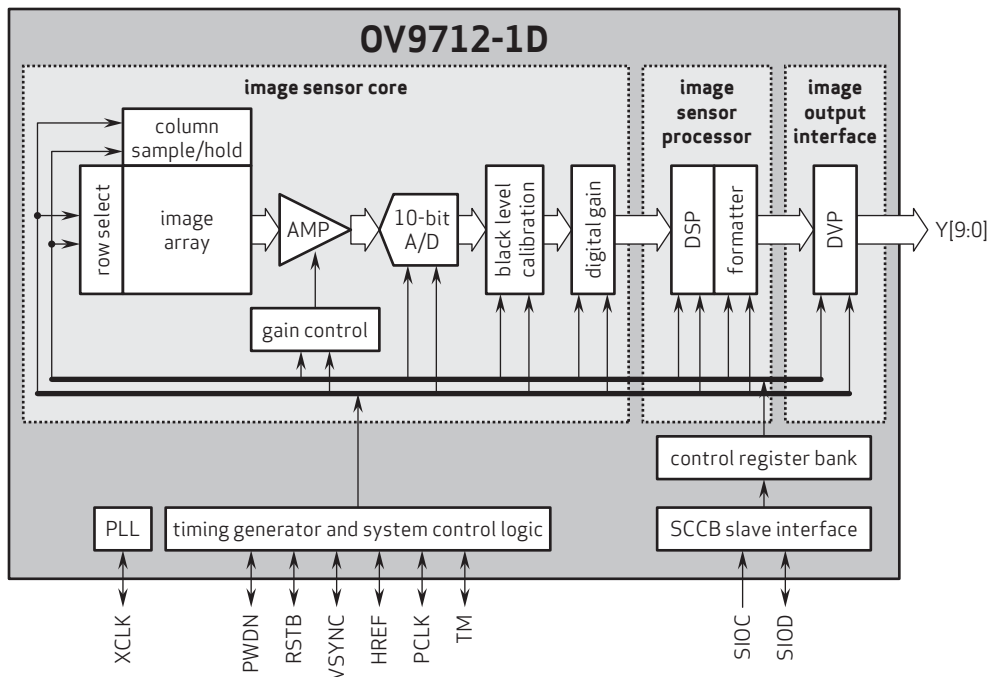 OV9712-1D
image sensor core
image
sensor
processor
image
output
interface
column
sample/hold
row select
image
array
AMP
10-bit
A/D
black level
calibration
digital gain
DSP
formatter
DVP
Y[9:0]
gain control
control register bank
PLL
timing generator and system control logic
SCCB slave interface
XCLK
PWDN
RSTB
VSYNC
HREF
PCLK
TM
SIOC
SIOD